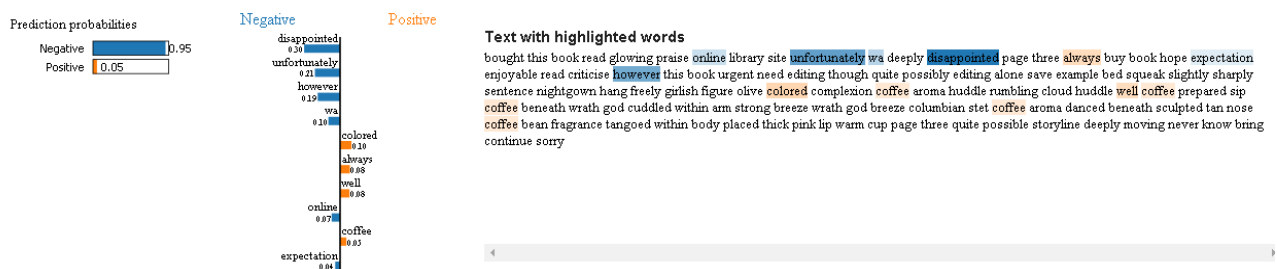 Prediction probabilities
Negative 0.95
Positive 0.05
Negative Positive
disappointed
0.30
unfortunately
0.21
however
0.19
wa
0.10
colored
0.10
always
0.08
well
0.08
online
0.07
coffee
0.05
expectation
0.04
Text with highlighted words
bought this book read glowing praise online library site unfortunately wa deeply disappointed page three always buy book hope expectation
enjoyable read criticise however this book urgent need editing though quite possibly editing alone save example bed squeak slightly sharply
sentence nightgown hang freely girlish figure olive colored complexion coffee aroma huddle rumbling cloud huddle well coffee prepared sip
coffee beneath wrath god cuddled within arm strong breeze wrath god breeze columbian stet coffee aroma danced beneath sculpted tan nose
coffee bean fragrance tangoed within body placed thick pink lip warm cup page three quite possible storyline deeply moving never know bring
continue sorry